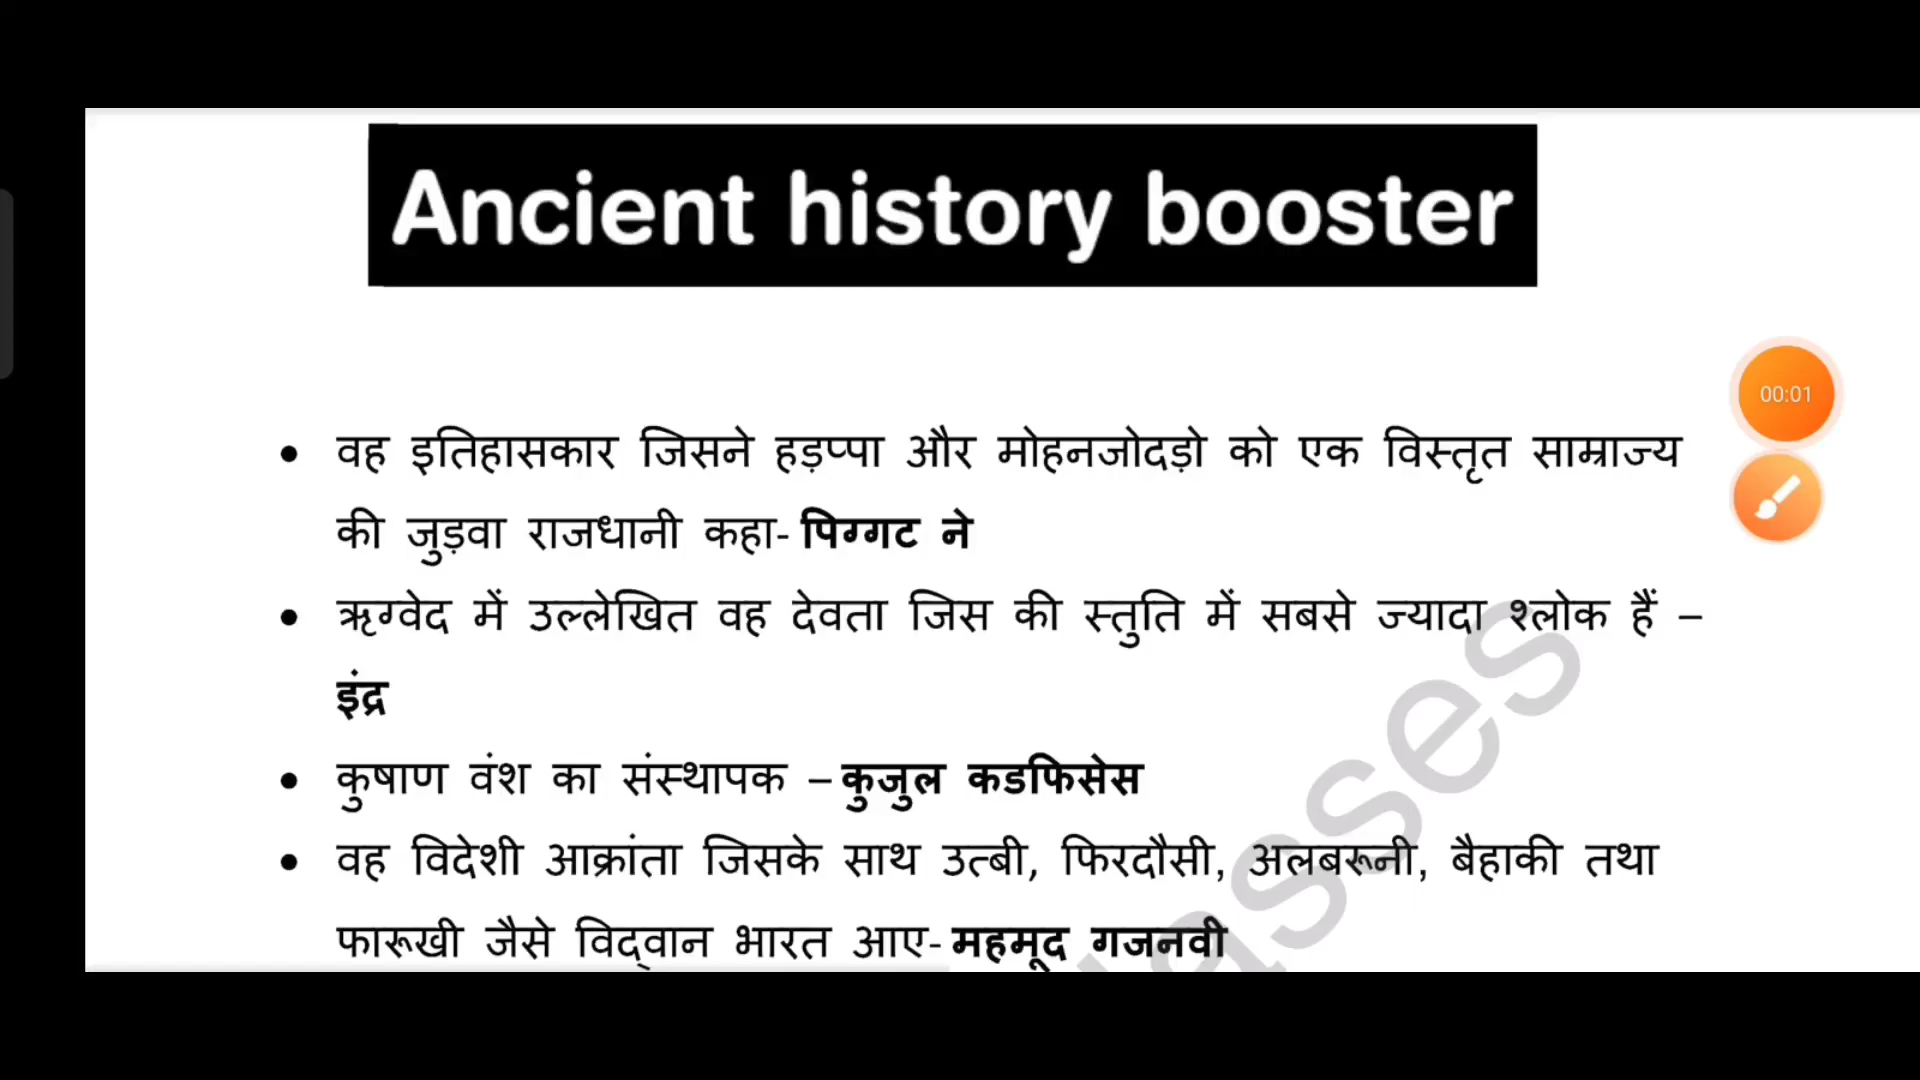 Ancient history booster
00:01
• वह इतिहासकार जिसने हड़प्पा और मोहनजोदड़ो को एक विस्तृत साम्राज्य
की जुड़वा राजधानी कहा- पिग्गट ने
• ऋग्वेद में उल्लेखित वह देवता जिस की स्तुति में सबसे ज्यादा श्लोक हैं –
इंद्र
• कुषाण वंश का संस्थापक – कुजुल कडफिसेस
• वह विदेशी आक्रांता जिसके साथ उत्बी, फिरदौसी, अलबरूनी, बैहाकी तथा
फारूखी जैसे विद्वान भारत आए- महमूद गजनवी